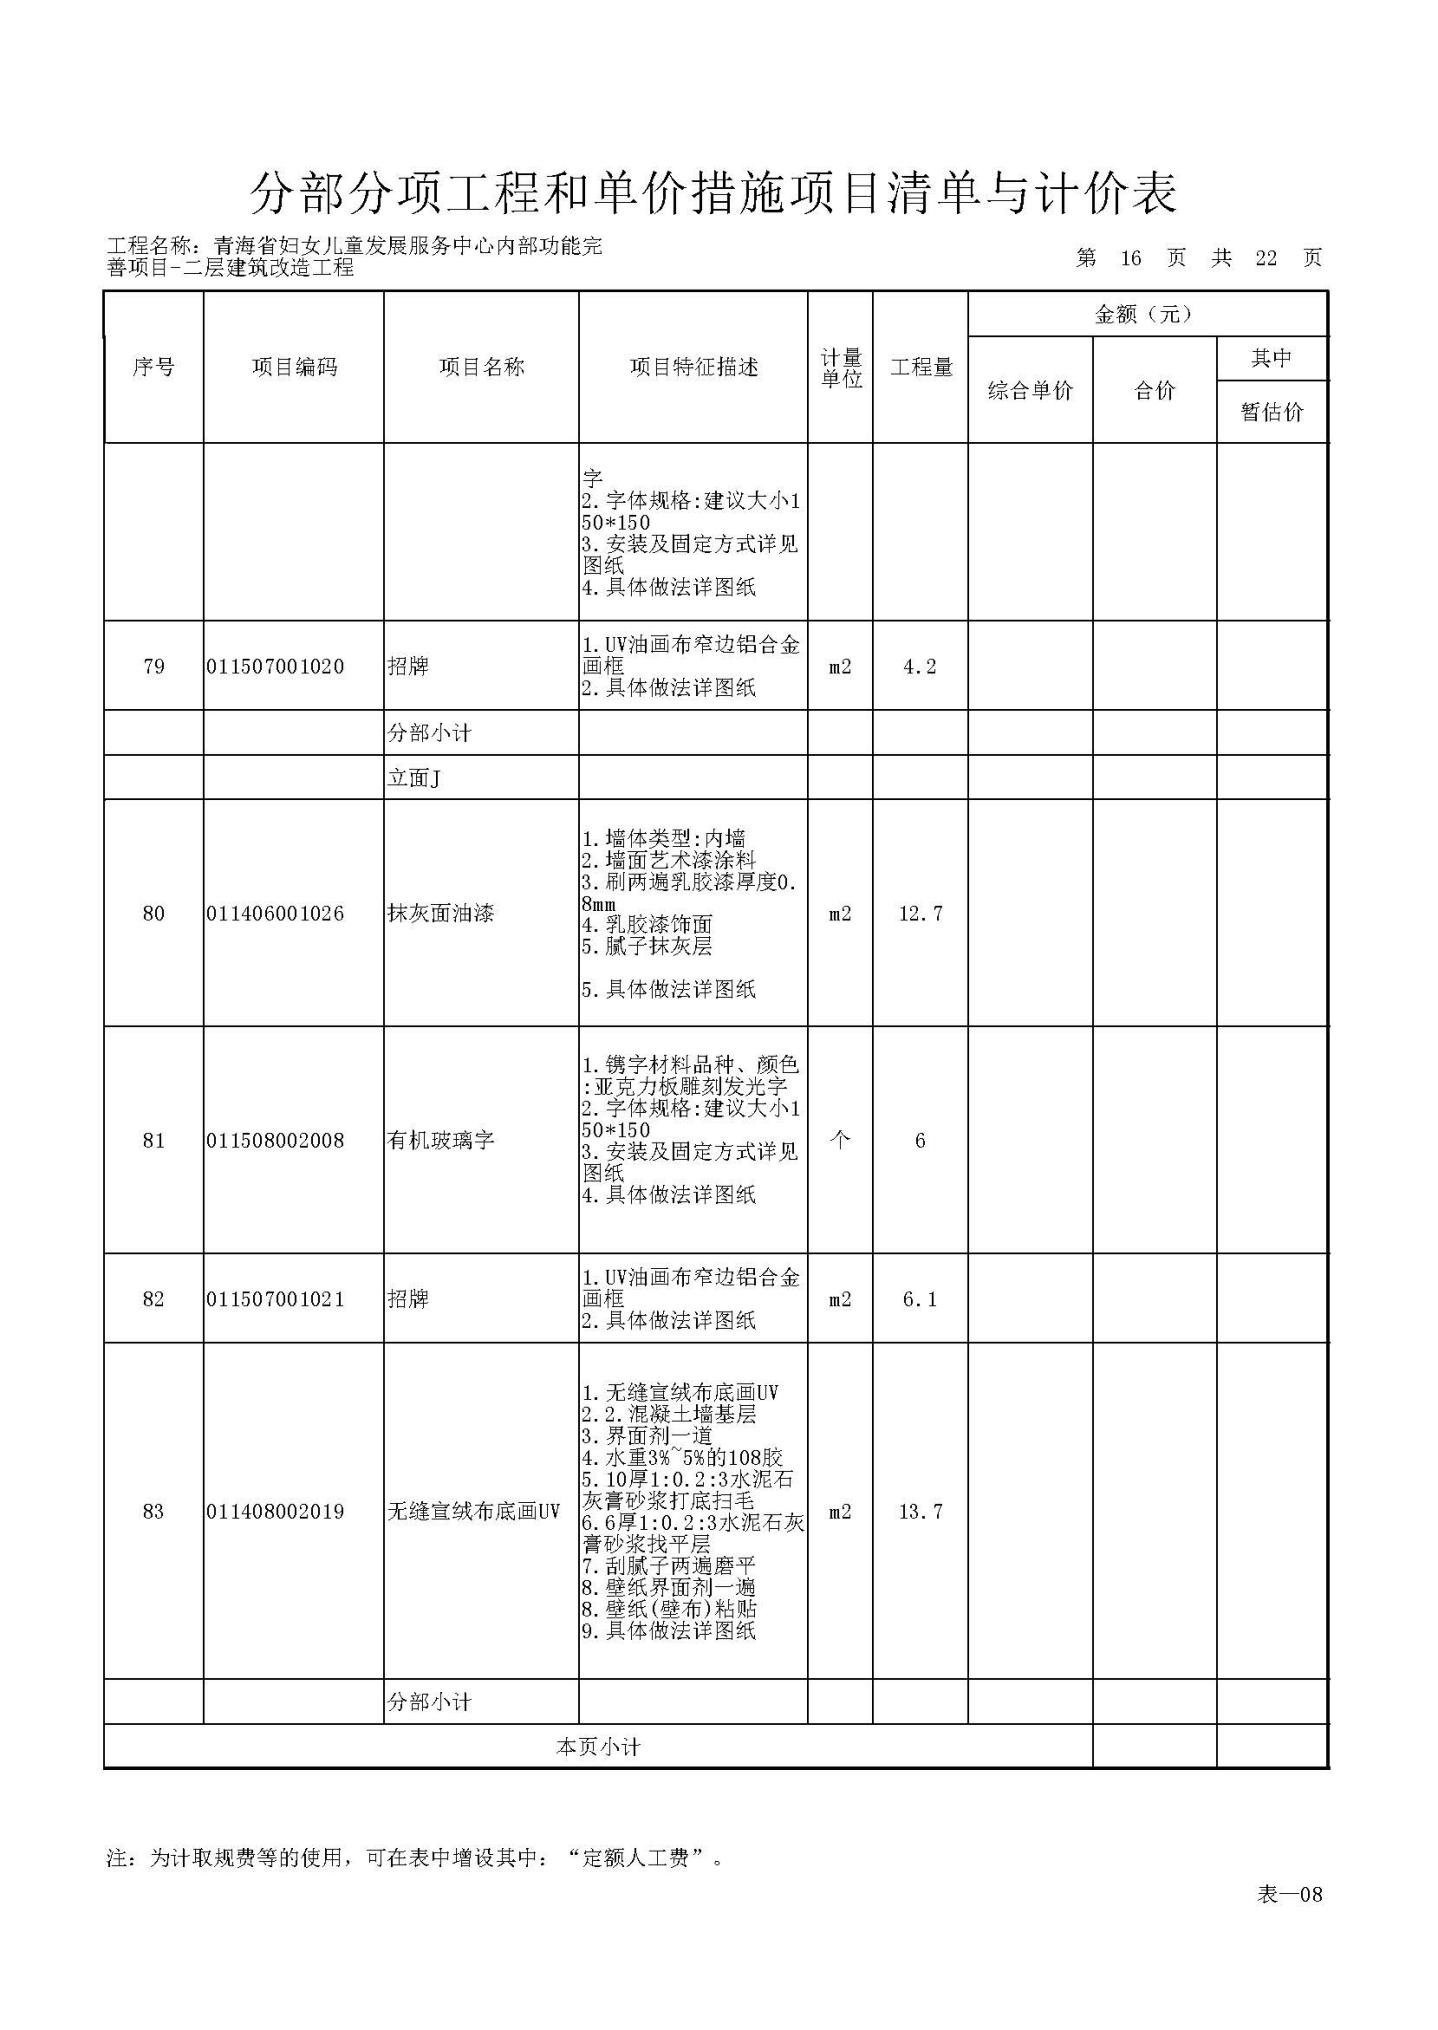 分部分项工程和单价措施项目清单与计价表
工程名称：青海省妇女儿童发展服务中心内部功能完
善项目-二层建筑改造工程
第 16 页 共 22 页
序号 项目编码 项目名称 项目特征描述 计量单位 工程量 金额（元）
综合单价 合价 其中
暂估价
字
2.字体规格:建议大小1
50*150
3.安装及固定方式详见
图纸
4.具体做法详图纸
79 011507001020 招牌
1.UV油画布窄边铝合金
画框
2.具体做法详图纸
m2 4.2
分部小计
立面J
80 011406001026 抹灰面油漆
1.墙体类型:内墙
2.墙面艺术漆涂料
3.刷两遍乳胶漆厚度0.
8mm
4.乳胶漆饰面
5.腻子抹灰层
5.具体做法详图纸
m2 12.7
81 011508002008 有机玻璃字
1.镌字材料品种、颜色
:亚克力板雕刻发光字
2.字体规格:建议大小1
50*150
3.安装及固定方式详见
图纸
4.具体做法详图纸
个 6
82 011507001021 招牌
1.UV油画布窄边铝合金
画框
2.具体做法详图纸
m2 6.1
83 011408002019 无缝宣绒布底画UV
1.无缝宣绒布底画UV
2.2.混凝土墙基层
3.界面剂一道
4.水重3%~5%的108胶
5.10厚1:0.2:3水泥石
灰膏砂浆打底扫毛
6.6厚1:0.2:3水泥石灰
膏砂浆找平层
7.刮腻子两遍磨平
8.壁纸界面剂一遍
8.壁纸(壁布)粘贴
9.具体做法详图纸
m2 13.7
分部小计
本页小计
注：为计取规费等的使用，可在表中增设其中：“定额人工费”。
表—08